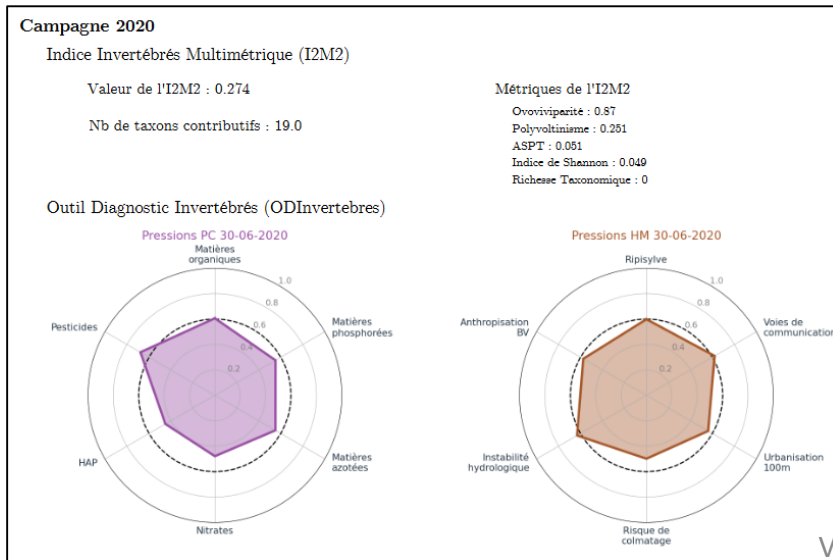 Campagne 2020
Indice Invertébrés Multimétrique (I2M2)
Valeur de l'I2M2 : 0.274
Nb de taxons contributifs : 19.0
Métriques de l'I2M2
Ovoviviparité : 0.87
Polyvoltinisme : 0.251
ASPT : 0.051
Indice de Shannon : 0.049
Richesse Taxonomique : 0
Outil Diagnostic Invertébrés (ODInvertebres)
Pressions PC 30-06-2020
Matières
organiques
1.0
0.8
0.6
0.4
0.2
Pesticides
Matières
phosphorées
HAP
Matières
azotées
Nitrates
Pressions HM 30-06-2020
Ripisylve
1.0
0.8
0.6
0.4
0.2
Anthropisation
BV
Voies de
communication
Instabilité
hydrologique
Urbanisation
100m
Risque de
colmatage
V